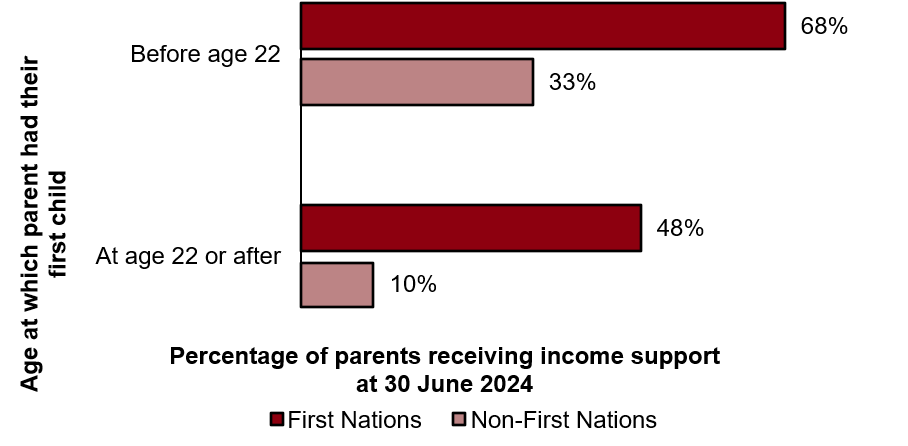 Age at which parent had their
first child
Before age 22
68%
33%
At age 22 or after
48%
10%
Percentage of parents receiving income support
at 30 June 2024
First Nations
Non-First Nations